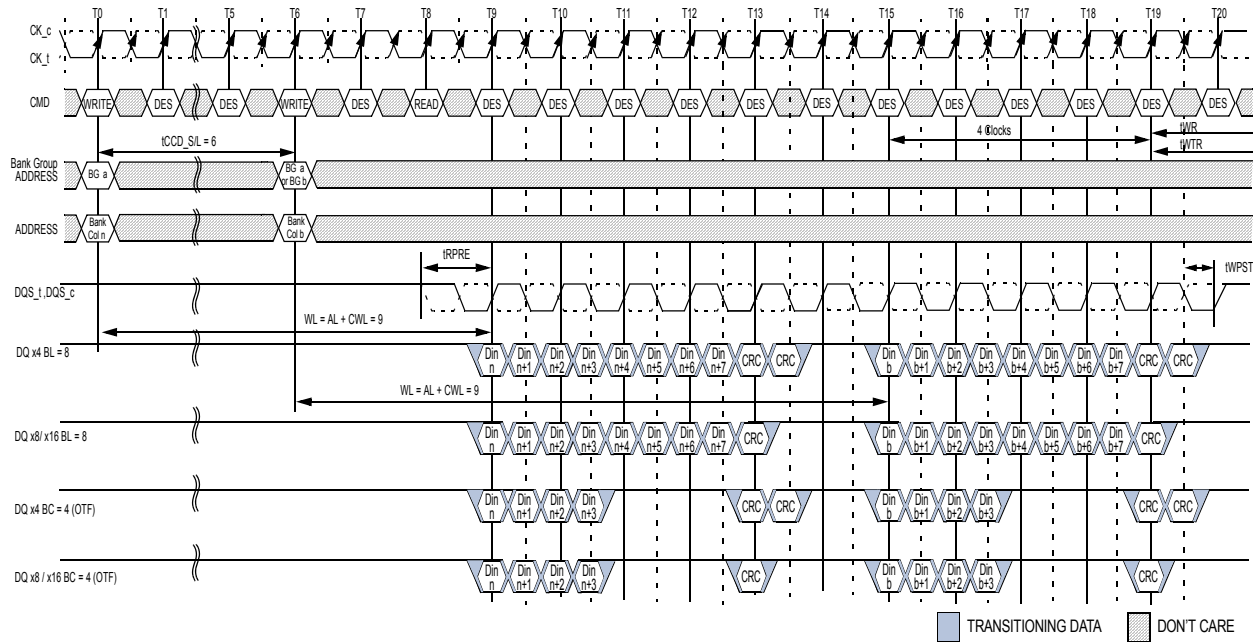 T0 T1 T5 T6 T7 T8 T9 T10 T11 T12 T13 T14 T15 T16 T17 T18 T19 T20
CK_c
CK_t
CMD WRITE DES DES WRITE DES READ DES DES DES DES DES DES DES DES DES DES DES DES
4 Clocks tWR
tWTR
tCCD_S/L = 6
Bank Group
ADDRESS
BG a
BG a
or BG b
ADDRESS
Bank
Col n
Bank
Col b
tRPRE
tWPST
DQS_t ,DQS_c
WL = AL + CWL = 9
DQ x4 BL = 8
Din n Din n+1 Din n+2 Din n+3 Din n+4 Din n+5 Din n+6 Din n+7 CRC CRC Din b Din b+1 Din b+2 Din b+3 Din b+4 Din b+5 Din b+6 Din b+7 CRC CRC
WL = AL + CWL = 9
DQ x8/ x16 BL = 8
Din n Din n+1 Din n+2 Din n+3 Din n+4 Din n+5 Din n+6 Din n+7 CRC Din b Din b+1 Din b+2 Din b+3 Din b+4 Din b+5 Din b+6 Din b+7 CRC
DQ x4 BC = 4 (OTF)
Din n Din n+1 Din n+2 Din n+3 CRC CRC Din b Din b+1 Din b+2 Din b+3 CRC CRC
DQ x8 / x16 BC = 4 (OTF)
Din n Din n+1 Din n+2 Din n+3 CRC Din b Din b+1 Din b+2 Din b+3 CRC
TRANSITIONING DATA DON'T CARE